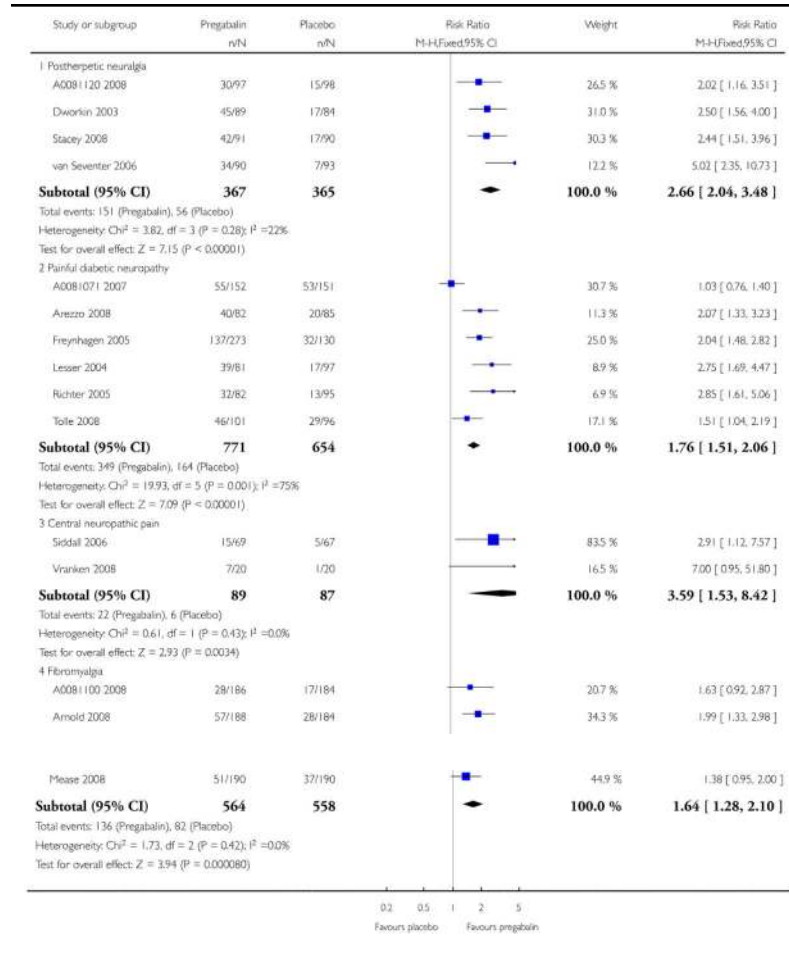 Study or subgroup Pregabalin Placebo Risk Ratio Weight Risk Ratio
n/N n/N M-H,Fixed,95% CI M-H,Fixed,95% CI
1 Postherpetic neuralgia
A0081120 2008 30/97 15/98 26.5 % 2.02 [ 1.16, 3.51 ]
Dworkin 2003 45/89 17/84 31.0 % 2.50 [ 1.56, 4.00 ]
Stacey 2008 42/91 17/90 30.3 % 2.44 [ 1.51, 3.96 ]
van Seventer 2006 34/90 7/93 12.2 % 5.02 [ 2.35, 10.73 ]
Subtotal (95% CI) 367 365 100.0 % 2.66 [ 2.04, 3.48 ]
Total events: 151 (Pregabalin), 56 (Placebo)
Heterogeneity: Chi² = 3.82, df = 3 (P = 0.28); I² =22%
Test for overall effect: Z = 7.15 (P < 0.00001)
2 Painful diabetic neuropathy
A0081071 2007 55/152 53/151 30.7 % 1.03 [ 0.76, 1.40 ]
Arezzo 2008 40/82 20/85 11.3 % 2.07 [ 1.33, 3.23 ]
Freynhagen 2005 137/273 32/130 25.0 % 2.04 [ 1.48, 2.82 ]
Lesser 2004 39/81 17/97 8.9 % 2.75 [ 1.69, 4.47 ]
Richter 2005 32/82 13/95 6.9 % 2.85 [ 1.61, 5.06 ]
Tolle 2008 46/101 29/96 17.1 % 1.51 [ 1.04, 2.19 ]
Subtotal (95% CI) 771 654 100.0 % 1.76 [ 1.51, 2.06 ]
Total events: 349 (Pregabalin), 164 (Placebo)
Heterogeneity: Chi² = 19.93, df = 5 (P = 0.001); I² =75%
Test for overall effect: Z = 7.09 (P < 0.00001)
3 Central neuropathic pain
Siddall 2006 15/69 5/67 83.5 % 2.91 [ 1.12, 7.57 ]
Vranken 2008 7/20 1/20 16.5 % 7.00 [ 0.95, 51.80 ]
Subtotal (95% CI) 89 87 100.0 % 3.59 [ 1.53, 8.42 ]
Total events: 22 (Pregabalin), 6 (Placebo)
Heterogeneity: Chi² = 0.61, df = 1 (P = 0.43); I² =0.0%
Test for overall effect: Z = 2.93 (P = 0.0034)
4 Fibromyalgia
A0081100 2008 28/186 17/184 20.7 % 1.63 [ 0.92, 2.87 ]
Arnold 2008 57/188 28/184 34.3 % 1.99 [ 1.33, 2.98 ]
Mease 2008 51/190 37/190 44.9 % 1.38 [ 0.95, 2.00 ]
Subtotal (95% CI) 564 558 100.0 % 1.64 [ 1.28, 2.10 ]
Total events: 136 (Pregabalin), 82 (Placebo)
Heterogeneity: Chi² = 1.73, df = 2 (P = 0.42); I² =0.0%
Test for overall effect: Z = 3.94 (P = 0.000080)
0.2 0.5 1 2 5
Favours placebo Favours pregabalin